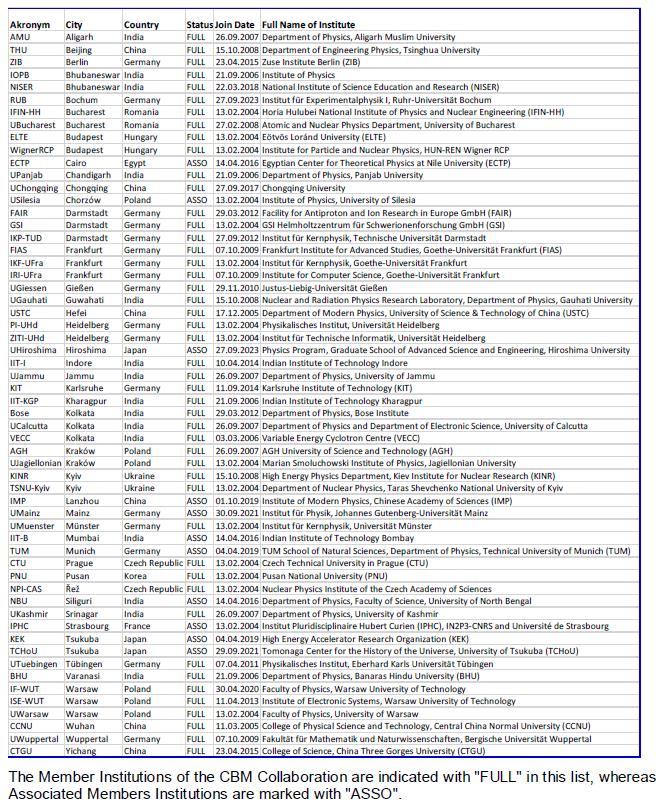 Akronym City Country Status Join Date Full Name of Institute
AMU Aligarh India FULL 26.09.2007 Department of Physics, Aligarh Muslim University
THU Beijing China FULL 15.10.2008 Department of Engineering Physics, Tsinghua University
ZIB Berlin Germany FULL 23.04.2015 Zuse Institute Berlin (ZIB)
IOPB Bhubaneswar India FULL 21.09.2006 Institute of Physics
NISER Bhubaneswar India FULL 22.03.2018 National Institute of Science Education and Research (NISER)
RUB Bochum Germany FULL 27.09.2023 Institut für Experimentalphysik I, Ruhr-Universität Bochum
IFIN-HH Bucharest Romania FULL 13.02.2004 Horia Hulubei National Institute of Physics and Nuclear Engineering (IFIN-HH)
UBucharest Bucharest Romania FULL 27.02.2008 Atomic and Nuclear Physics Department, University of Bucharest
ELTE Budapest Hungary FULL 13.02.2004 Eötvös Loránd University (ELTE)
WignerRCP Budapest Hungary FULL 13.02.2004 Institute for Particle and Nuclear Physics, HUN-REN Wigner RCP
ECTP Cairo Egypt ASSO 14.04.2016 Egyptian Center for Theoretical Physics at Nile University (ECTP)
UPanjab Chandigarh India FULL 21.09.2006 Department of Physics, Panjab University
UChongqing Chongqing China FULL 27.09.2017 Chongqing University
USilesia Chorzów Poland ASSO 13.02.2004 Institute of Physics, University of Silesia
FAIR Darmstadt Germany FULL 29.03.2012 Facility for Antiproton and Ion Research in Europe GmbH (FAIR)
GSI Darmstadt Germany FULL 13.02.2004 GSI Helmholtzzentrum für Schwerionenforschung GmbH (GSI)
IKP-TUD Darmstadt Germany FULL 27.09.2012 Institut für Kernphysik, Technische Universität Darmstadt
FIAS Frankfurt Germany FULL 07.10.2009 Frankfurt Institute for Advanced Studies, Goethe-Universität Frankfurt (FIAS)
IKF-UFra Frankfurt Germany FULL 13.02.2004 Institut für Kernphysik, Goethe-Universität Frankfurt
IRI-UFra Frankfurt Germany FULL 07.10.2009 Institute for Computer Science, Goethe-Universität Frankfurt
UGiessen Gießen Germany FULL 29.11.2010 Justus-Liebig-Universität Gießen
UGauhati Guwahati India FULL 15.10.2008 Nuclear and Radiation Physics Research Laboratory, Department of Physics, Gauhati University
USTC Hefei China FULL 17.12.2005 Department of Modern Physics, University of Science & Technology of China (USTC)
PI-UHd Heidelberg Germany FULL 13.02.2004 Physikalisches Institut, Universität Heidelberg
ZITI-UHd Heidelberg Germany FULL 13.02.2004 Institut für Technische Informatik, Universität Heidelberg
UHiroshima Hiroshima Japan ASSO 27.09.2023 Physics Program, Graduate School of Advanced Science and Engineering, Hiroshima University
IIT-I Indore India FULL 10.04.2014 Indian Institute of Technology Indore
UJammu Jammu India FULL 26.09.2007 Department of Physics, University of Jammu
KIT Karlsruhe Germany FULL 11.09.2014 Karlsruhe Institute of Technology (KIT)
IIT-KGP Kharagpur India FULL 21.09.2006 Indian Institute of Technology Kharagpur
Bose Kolkata India FULL 29.03.2012 Department of Physics, Bose Institute
UCalcutta Kolkata India FULL 26.09.2007 Department of Physics and Department of Electronic Science, University of Calcutta
VECC Kolkata India FULL 03.03.2006 Variable Energy Cyclotron Centre (VECC)
AGH Kraków Poland FULL 26.09.2007 AGH University of Science and Technology (AGH)
UJagiellonian Kraków Poland FULL 13.02.2004 Marian Smoluchowski Institute of Physics, Jagiellonian University
KINR Kyiv Ukraine FULL 15.10.2008 High Energy Physics Department, Kiev Institute for Nuclear Research (KINR)
TSNU-Kyiv Kyiv Ukraine FULL 13.02.2004 Department of Nuclear Physics, Taras Shevchenko National University of Kyiv
IMP Lanzhou China ASSO 01.10.2019 Institute of Modern Physics, Chinese Academy of Sciences (IMP)
UMainz Mainz Germany ASSO 30.09.2021 Institut für Physik, Johannes Gutenberg-Universität Mainz
UMuenster Münster Germany FULL 13.02.2004 Institut für Kernphysik, Universität Münster
IIT-B Mumbai India ASSO 14.04.2016 Indian Institute of Technology Bombay
TUM Munich Germany ASSO 04.04.2019 TUM School of Natural Sciences, Department of Physics, Technical University of Munich (TUM)
CTU Prague Czech Republic FULL 13.02.2004 Czech Technical University in Prague (CTU)
PNU Pusan Korea FULL 13.02.2004 Pusan National University (PNU)
NPI-CAS Řež Czech Republic FULL 13.02.2004 Nuclear Physics Institute of the Czech Academy of Sciences
NBU Siliguri India ASSO 14.04.2016 Department of Physics, Faculty of Science, University of North Bengal
UKashmir Srinagar India FULL 26.09.2007 Department of Physics, University of Kashmir
IPHC Strasbourg France ASSO 13.02.2004 Institut Pluridisciplinaire Hubert Curien (IPHC), IN2P3-CNRS and Université de Strasbourg
KEK Tsukuba Japan ASSO 04.04.2019 High Energy Accelerator Research Organization (KEK)
TCHoU Tsukuba Japan ASSO 29.09.2021 Tomonaga Center for the History of the Universe, University of Tsukuba (TCHoU)
UTuebingen Tübingen Germany FULL 07.04.2011 Physikalisches Institut, Eberhard Karls Universität Tübingen
BHU Varanasi India FULL 21.09.2006 Department of Physics, Banaras Hindu University (BHU)
IF-WUT Warsaw Poland FULL 30.04.2020 Faculty of Physics, Warsaw University of Technology
ISE-WUT Warsaw Poland FULL 11.04.2013 Institute of Electronic Systems, Warsaw University of Technology
UWarsaw Warsaw Poland FULL 13.02.2004 Faculty of Physics, University of Warsaw
CCNU Wuhan China FULL 11.03.2005 College of Physical Science and Technology, Central China Normal University (CCNU)
UWuppertal Wuppertal Germany FULL 07.10.2009 Fakultät für Mathematik und Naturwissenschaften, Bergische Universität Wuppertal
CTGU Yichang China FULL 23.04.2015 College of Science, China Three Gorges University (CTGU)
The Member Institutions of the CBM Collaboration are indicated with "FULL" in this list, whereas
Associated Members Institutions are marked with "ASSO".